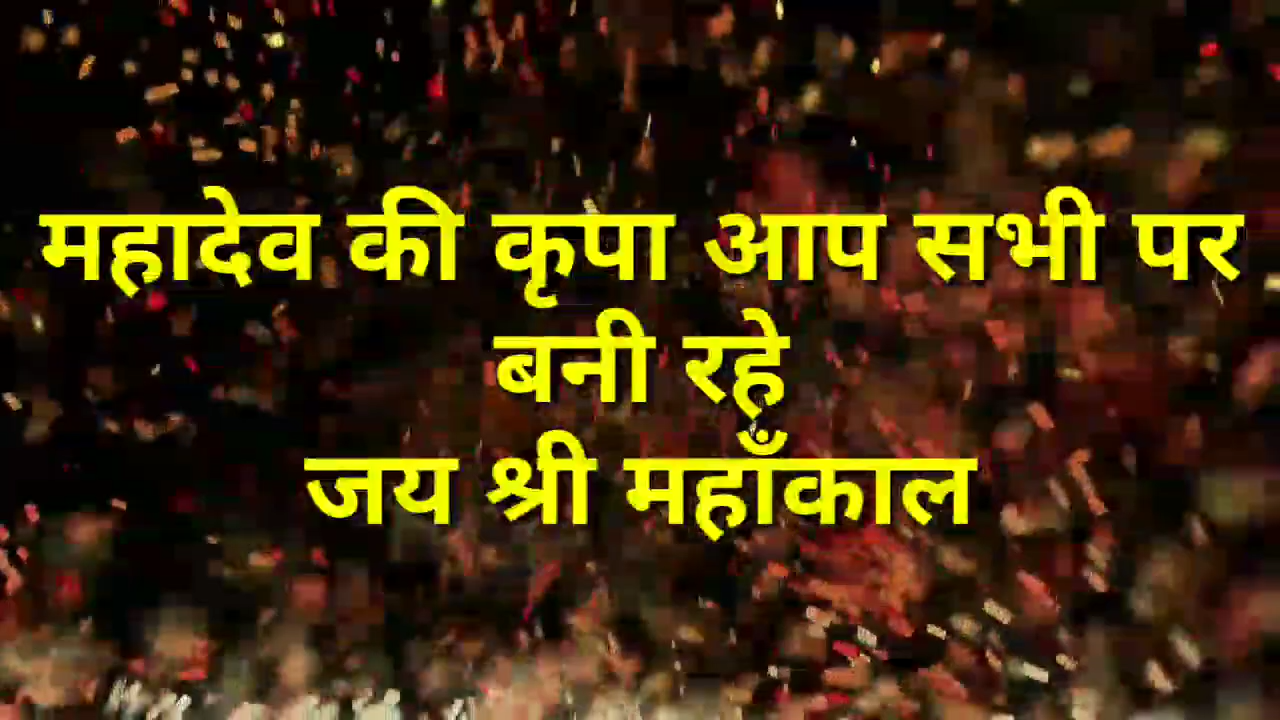 महादेव की कृपा आप सभी पर
बनी रहे
जय श्री महाँकाल